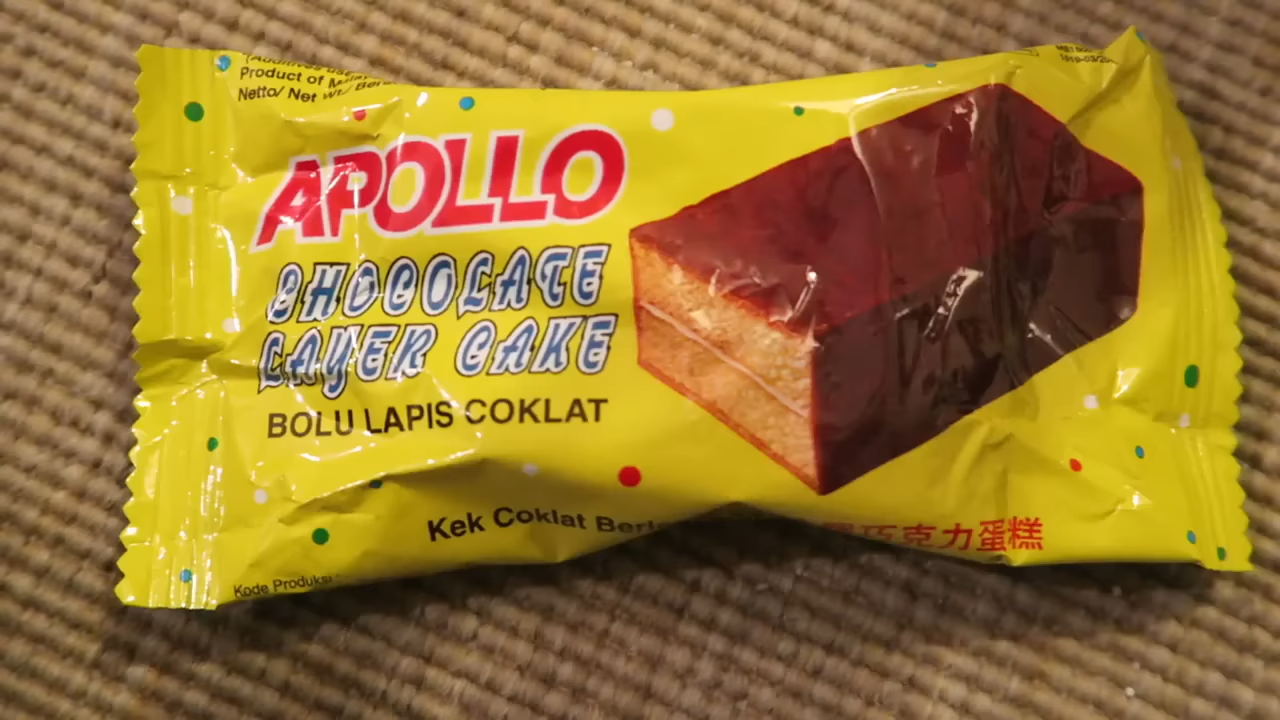 Product of
Netto/ Net Wt./
APOLLO
CHOCOLATE
LAYER CAKE
BOLU LAPIS COKLAT
Kek Coklat
巧克力蛋糕
Kode Produksi